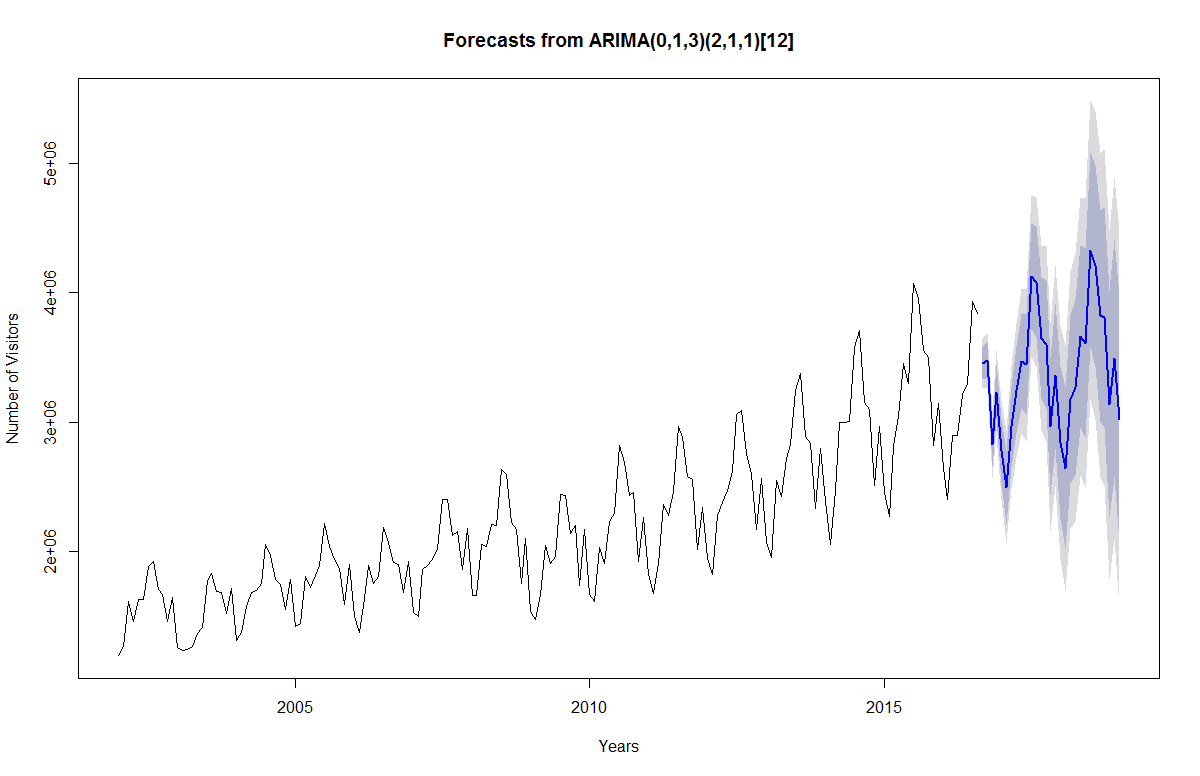 Forecasts from ARIMA(0,1,3)(2,1,1)[12]
5e+06
4e+06
3e+06
2e+06
Number of Visitors
2005 2010 2015
Years